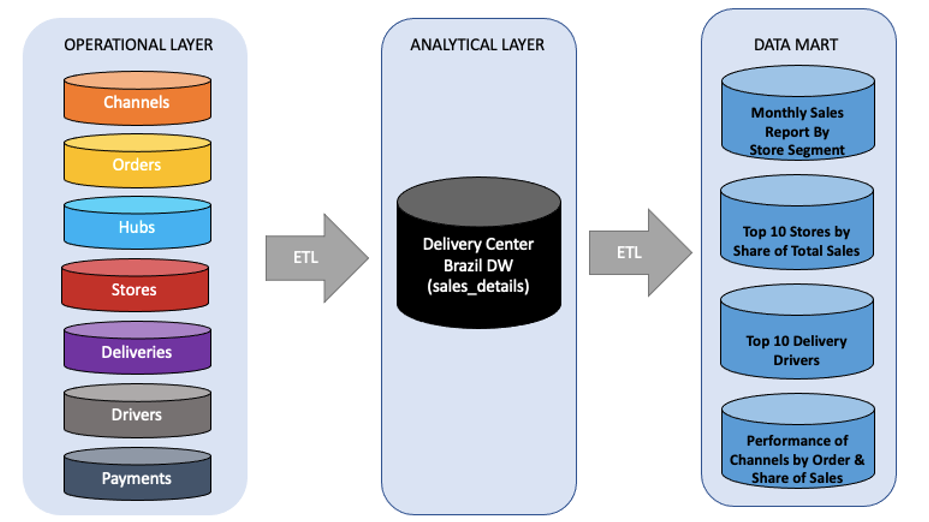 OPERATIONAL LAYER
Channels
Orders
Hubs
Stores
Deliveries
Drivers
Payments
ETL
ANALYTICAL LAYER
Delivery Center
Brazil DW
(sales_details)
ETL
DATA MART
Monthly Sales
Report By
Store Segment
Top 10 Stores by
Share of Total Sales
Top 10 Delivery
Drivers
Performance of
Channels by Order &
Share of Sales